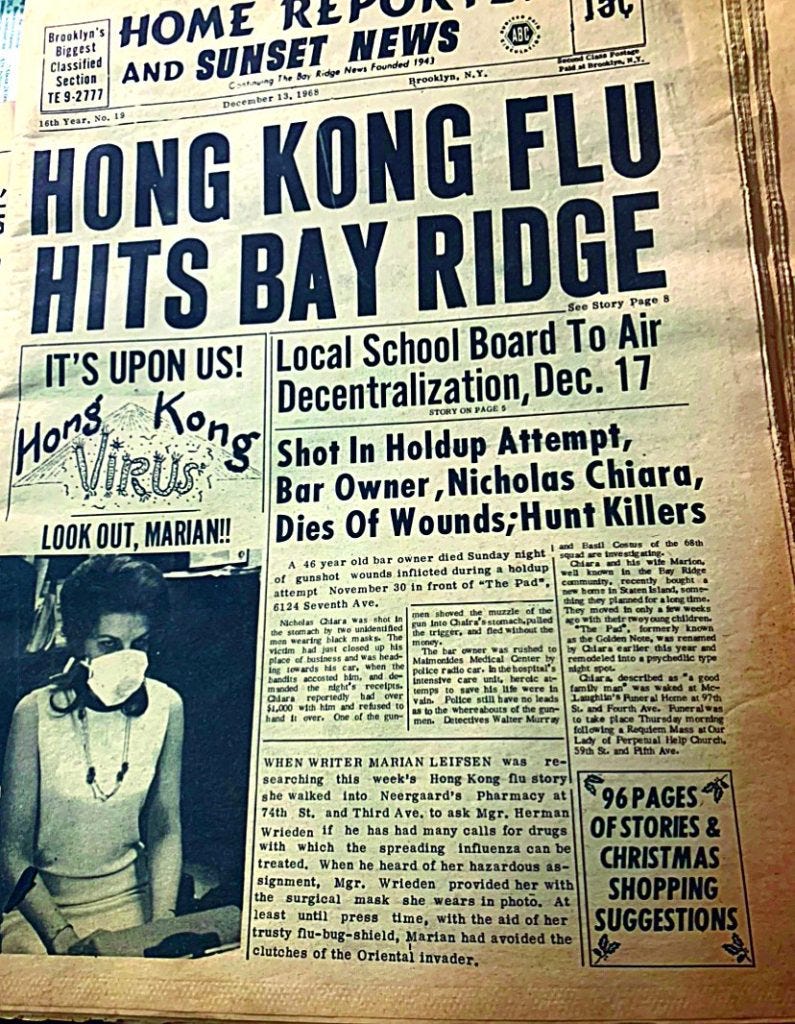 Brooklyn's
Biggest
Classified
Section
TE 9-2777
HOME REPORTER
AND SUNSET NEWS
Continuing The Bay Ridge News Founded 1943
ABC
15¢
Second Class Postage
Paid at Brooklyn, N.Y.
16th Year, No. 19
December 13, 1968
Brooklyn, N.Y.
HONG KONG FLU
HITS BAY RIDGE
See Story Page 8
IT'S UPON US!
Hong Kong
VIRUS
LOOK OUT, MARIAN!!
Local School Board To Air
Decentralization, Dec. 17
STORY ON PAGE 5
Shot In Holdup Attempt,
Bar Owner, Nicholas Chiara,
Dies Of Wounds; Hunt Killers
A 46 year old bar owner died Sunday night
of gunshot wounds inflicted during a holdup
attempt November 30 in front of "The Pad",
6124 Seventh Ave.
Nicholas Chiara was shot in
the stomach by two unidentified
men wearing black masks. The
victim had just closed up his
place of business and was head-
ing towards his car, when the
bandits accosted him, and de-
manded the night's receipts.
Chiara reportedly had over
$1,000 with him and refused to
hand it over. One of the gun-
men shoved the muzzle of the
gun into Chaira's stomach, pulled
the trigger, and fled without the
money.
The bar owner was rushed to
Maimonides Medical Center by
police radio car. In the hospital's
intensive care unit, heroic at-
temps to save his life were in
vain. Police still have no leads
as to the whereabouts of the gun-
men. Detectives Walter Murray
and Basil Costus of the 68th
squad are investigating.
Chiara and his wife Marion,
well known in the Bay Ridge
community, recently bought a
new home in Staten Island, some-
thing they planned for a long time.
They moved in only a few weeks
ago with their two young children.
"The Pad", formerly known
as the Golden Note, was renamed
by Chiara earlier this year and
remodeled into a psychedlic type
night spot.
Chiara, described as "a good
family man" was waked at Mc-
Laughlin's Funeral Home at 97th
St. and Fourth Ave. Funeral was
to take place Thursday morning
following a Requiem Mass at Our
Lady of Perpenal Help Church,
59th St. and Fifth Ave.
WHEN WRITER MARIAN LEIFSEN was re-
searching this week's Hong Kong flu story
she walked into Neergaard's Pharmacy at
74th St. and Third Ave. to ask Mgr. Herman
Wrieden if he has had many calls for drugs
with which the spreading influenza can be
treated. When he heard of her hazardous as-
signment, Mgr. Wrieden provided her with
the surgical mask she wears in photo. At
least until press time, with the aid of her
trusty flu-bug-shield, Marian had avoided the
clutches of the Oriental invader.
96 PAGES
OF STORIES &
CHRISTMAS
SHOPPING
SUGGESTIONS